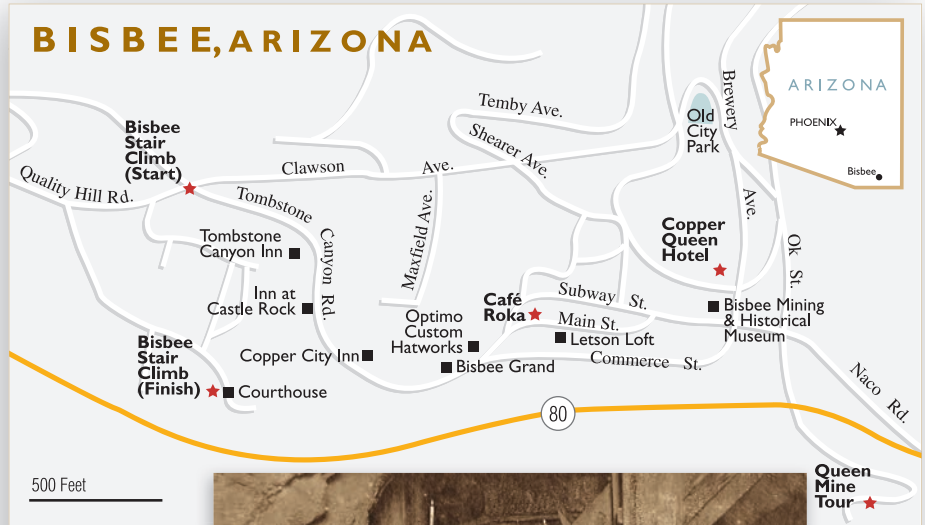 BISBEE, ARIZONA
ARIZONA
PHOENIX
Bisbee
Temby Ave.
Brewery
Ave.
Old
City
Park
Shearer Ave.
Bisbee
Stair
Climb
(Start)
Clawson
Ave.
Quality Hill Rd.
Tombstone
Canyon Rd.
Maxfield Ave.
Tombstone
Canyon Inn
Copper
Queen
Hotel
Ok St.
Inn at
Castle Rock
Café
Roka
Subway St.
Main St.
Optimo
Custom
Hatworks
Letson Loft
Bisbee Mining
& Historical
Museum
Bisbee
Stair
Climb
(Finish)
Copper City Inn
Bisbee Grand
Commerce St.
Courthouse
Naco Rd.
80
Queen
Mine
Tour
500 Feet